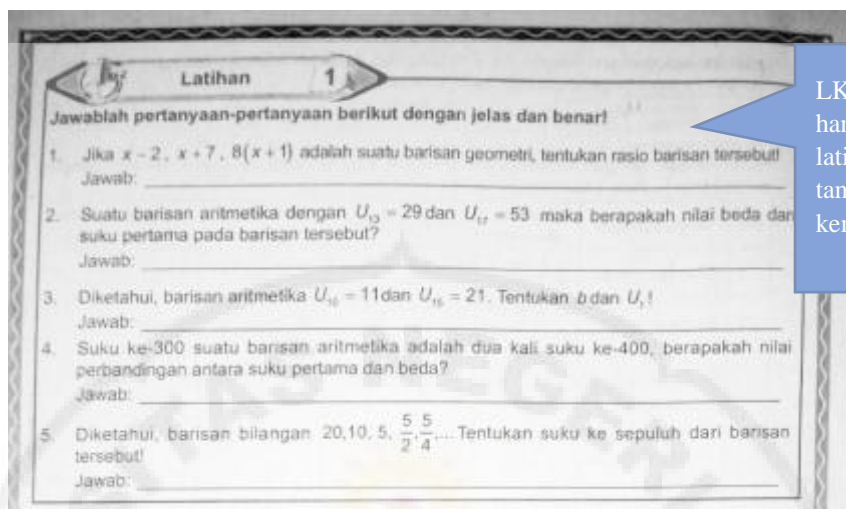 Latihan 1
Jawablah pertanyaan-pertanyaan berikut dengan jelas dan benar!
1. Jika x - 2, x + 7, 8(x + 1) adalah suatu barisan geometri, tentukan rasio barisan tersebut!
Jawab:
2. Suatu barisan aritmetika dengan U₁₃ = 29 dan U₁₇ = 53 maka berapakah nilai beda dan
suku pertama pada barisan tersebut?
Jawab:
3. Diketahui, barisan aritmetika = 11 dan = 21. Tentukan b dan !
Jawab:
4. Suku ke-300 suatu barisan aritmetika adalah dua kali suku ke-400, berapakah nilai
perbandingan antara suku pertama dan beda?
Jawab:
5. Diketahui, barisan bilangan 20,10, 5, 5/2, 5/4,... Tentukan suku ke sepuluh dari barisan
tersebut!
Jawab:
LK
har
lati
tan
ker
TAS NEGERI